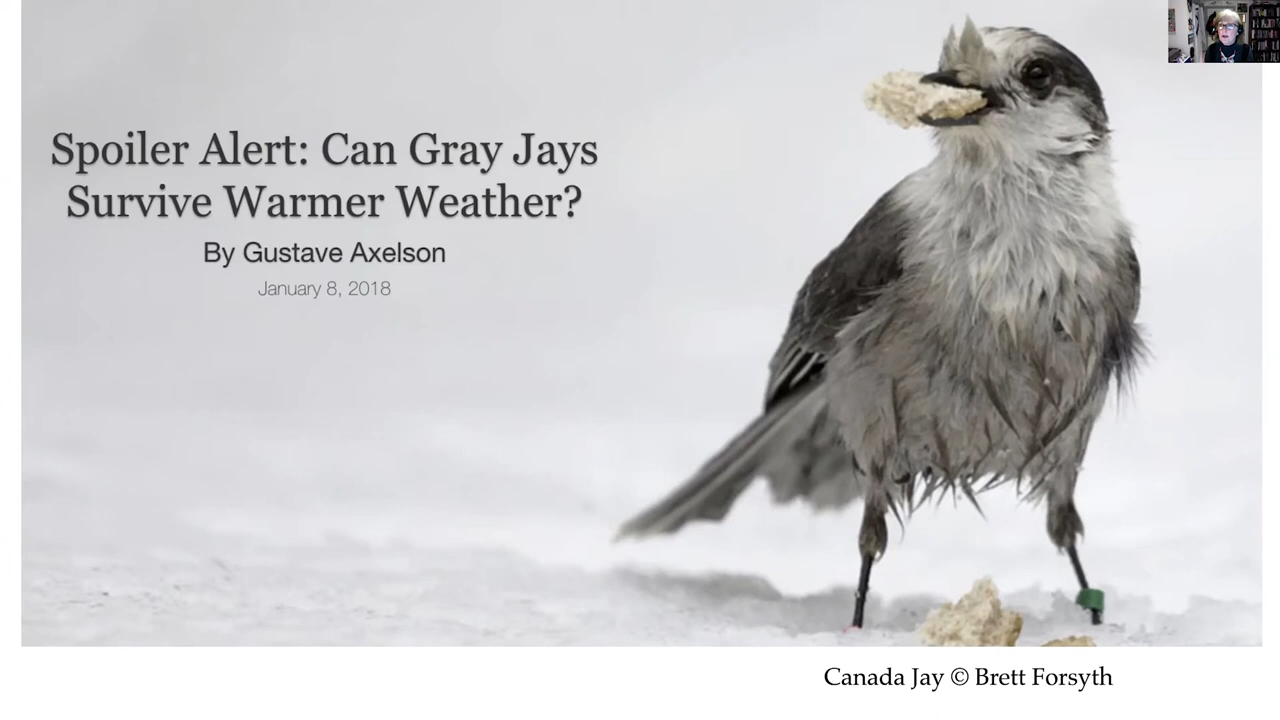 Spoiler Alert: Can Gray Jays
Survive Warmer Weather?
By Gustave Axelson
January 8, 2018
Canada Jay © Brett Forsyth